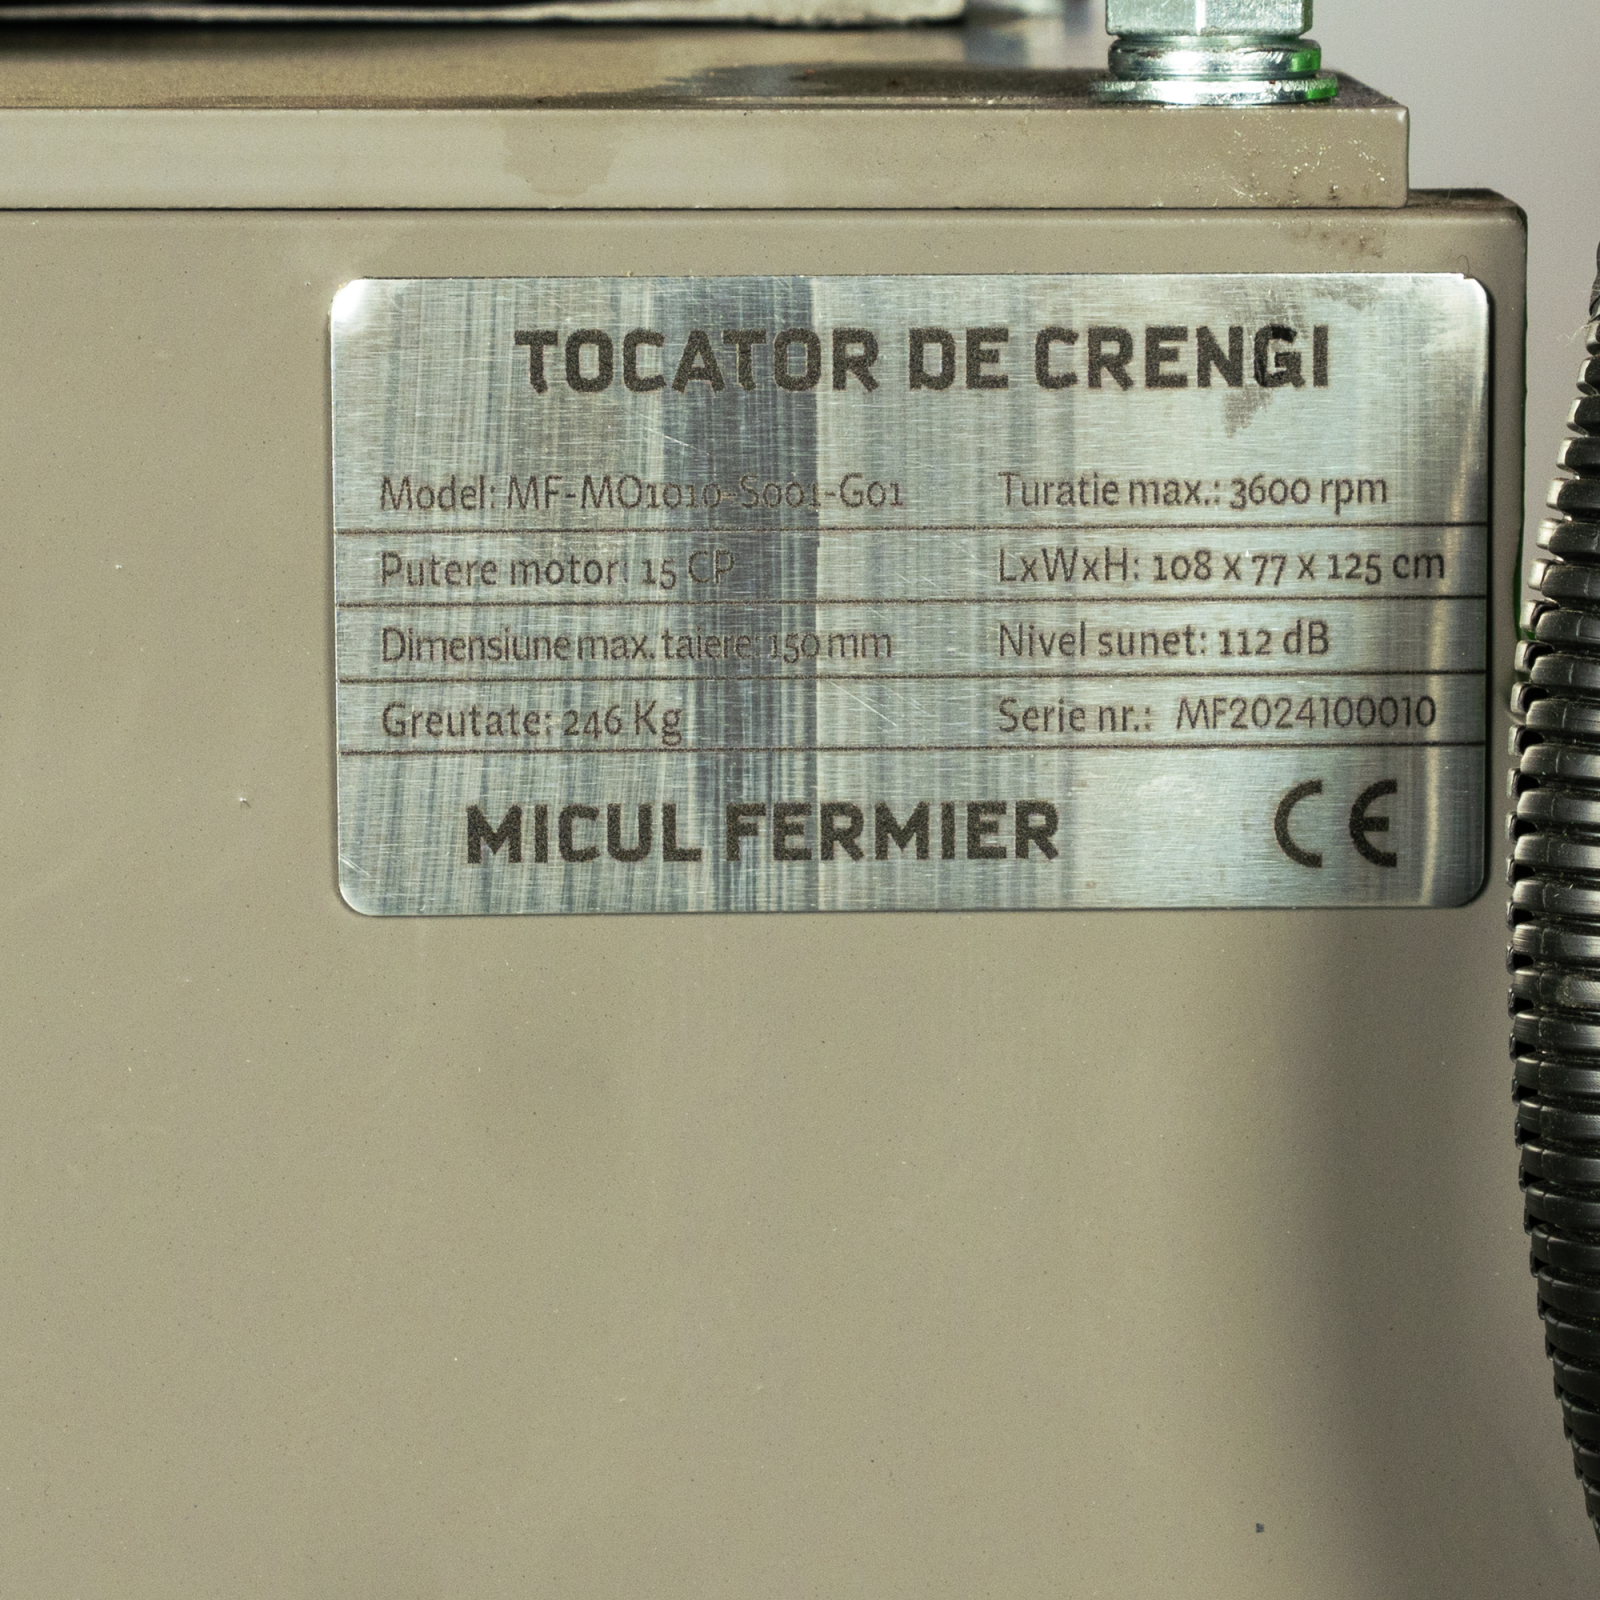 TOCATOR DE CRENGI
Model: MF-MO1010-S001-G01
Turatie max.: 3600 rpm
Putere motor: 15 CP
LxWxH: 108 x 77 x 125 cm
Dimensiune max. taiere: 150 mm
Nivel sunet: 112 dB
Greutate: 246 Kg
Serie nr.: MF2024100010
MICUL FERMIER
CE